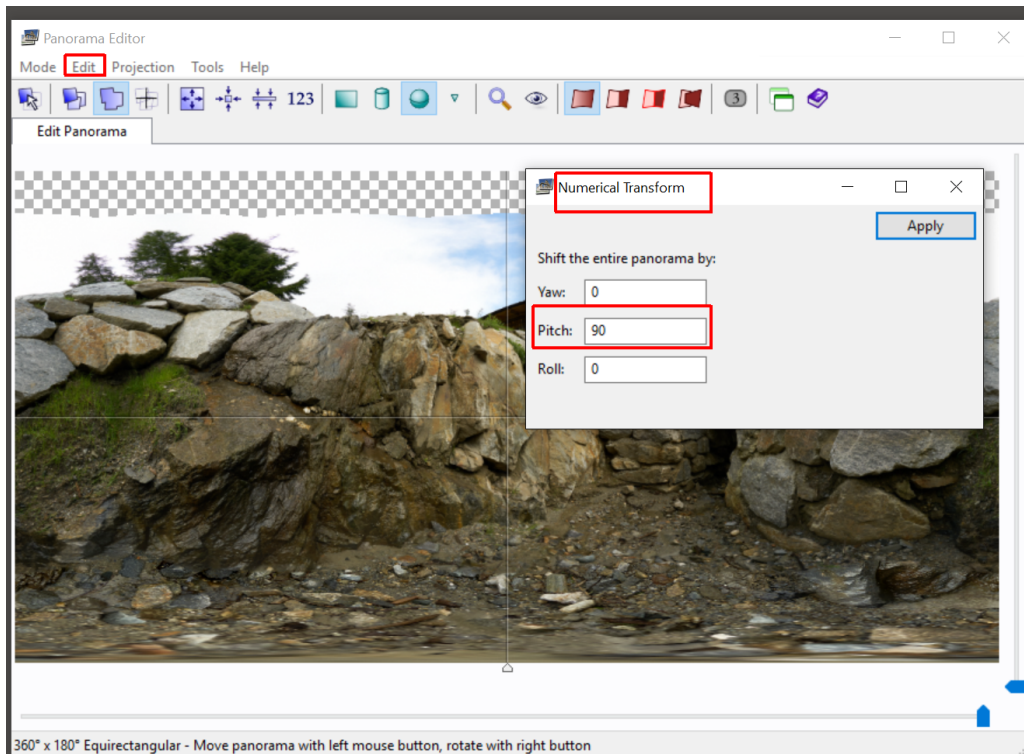 Panorama Editor
Mode Edit Projection Tools Help
123
3
Edit Panorama
Numerical Transform
Apply
Shift the entire panorama by:
Yaw: 0
Pitch: 90
Roll: 0
360° x 180° Equirectangular - Move panorama with left mouse button, rotate with right button